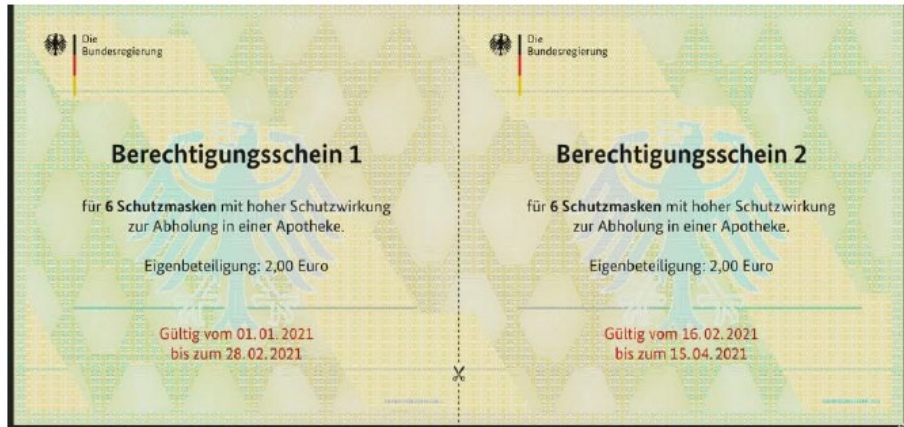 Die
Bundesregierung
Berechtigungsschein 1
für 6 Schutzmasken mit hoher Schutzwirkung
zur Abholung in einer Apotheke.
Eigenbeteiligung: 2,00 Euro
Gültig vom 01.01.2021
bis zum 28.02.2021
Die
Bundesregierung
Berechtigungsschein 2
für 6 Schutzmasken mit hoher Schutzwirkung
zur Abholung in einer Apotheke.
Eigenbeteiligung: 2,00 Euro
Gültig vom 16.02.2021
bis zum 15.04.2021